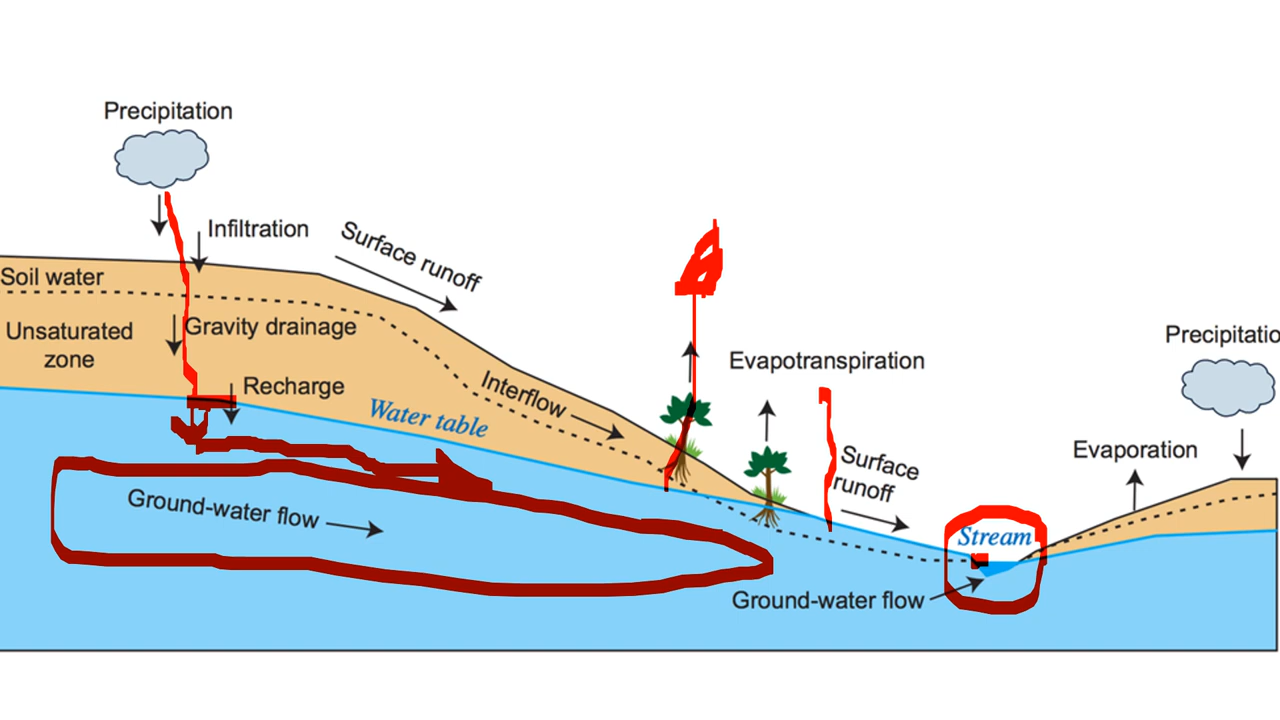 Precipitation
Infiltration
Surface runoff
Soil water
Unsaturated
zone
Gravity drainage
Recharge
Water table
Interflow
Evapotranspiration
Surface
runoff
Ground-water flow
Stream
Ground-water flow
Evaporation
Precipitatio